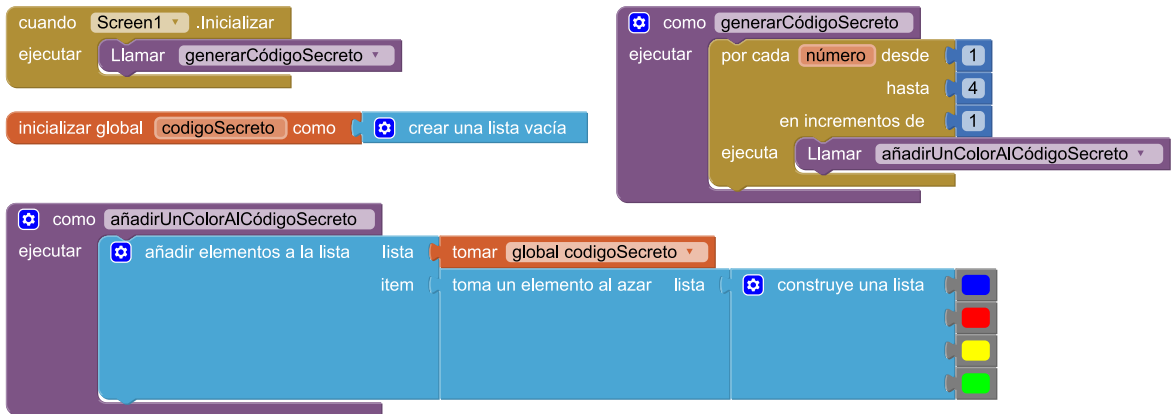 cuando Screen1 .Inicializar
ejecutar Llamar generarCódigoSecreto
inicializar global codigoSecreto como crear una lista vacía
como generarCódigoSecreto
ejecutar por cada número desde 1
hasta 4
en incrementos de 1
ejecuta Llamar añadirUnColorAlCódigoSecreto
como añadirUnColorAlCódigoSecreto
ejecutar añadir elementos a la lista lista tomar global codigoSecreto
item toma un elemento al azar lista construye una lista